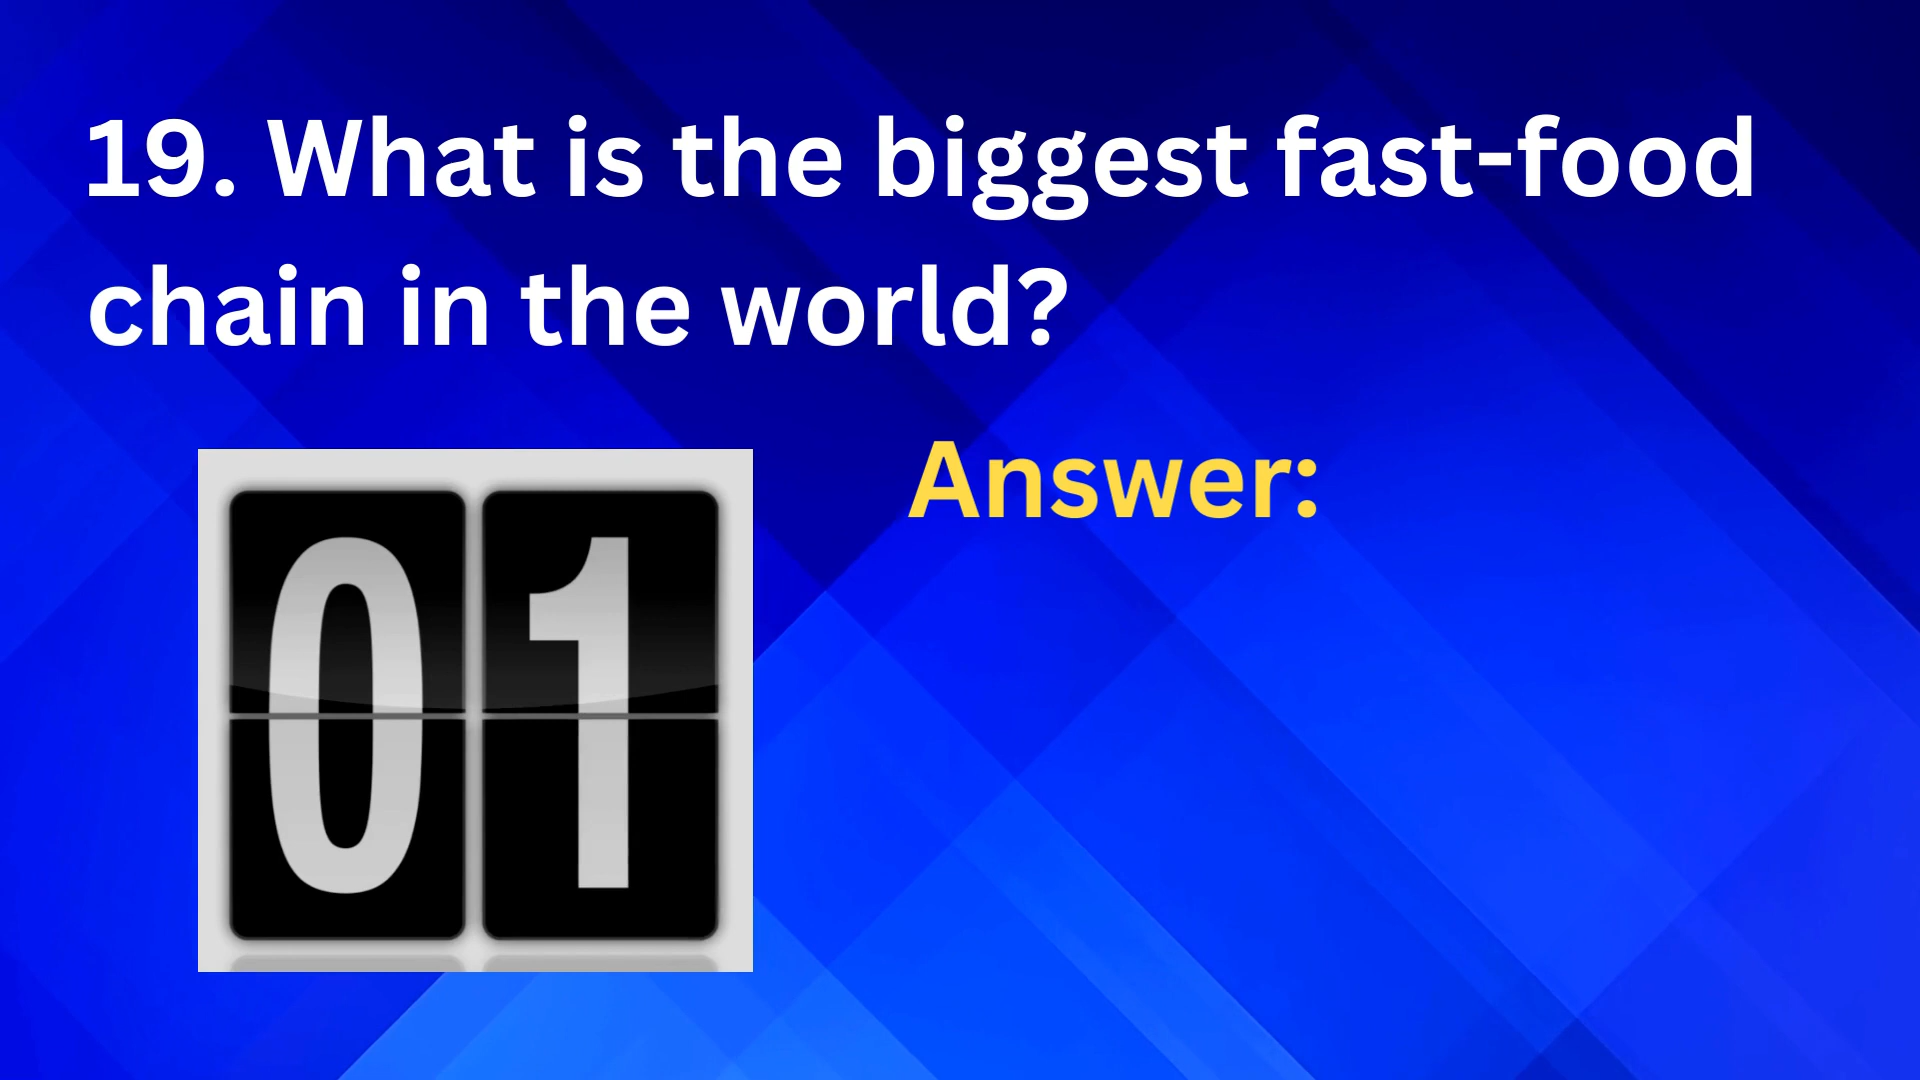 19. What is the biggest fast-food
chain in the world?
Answer:
01